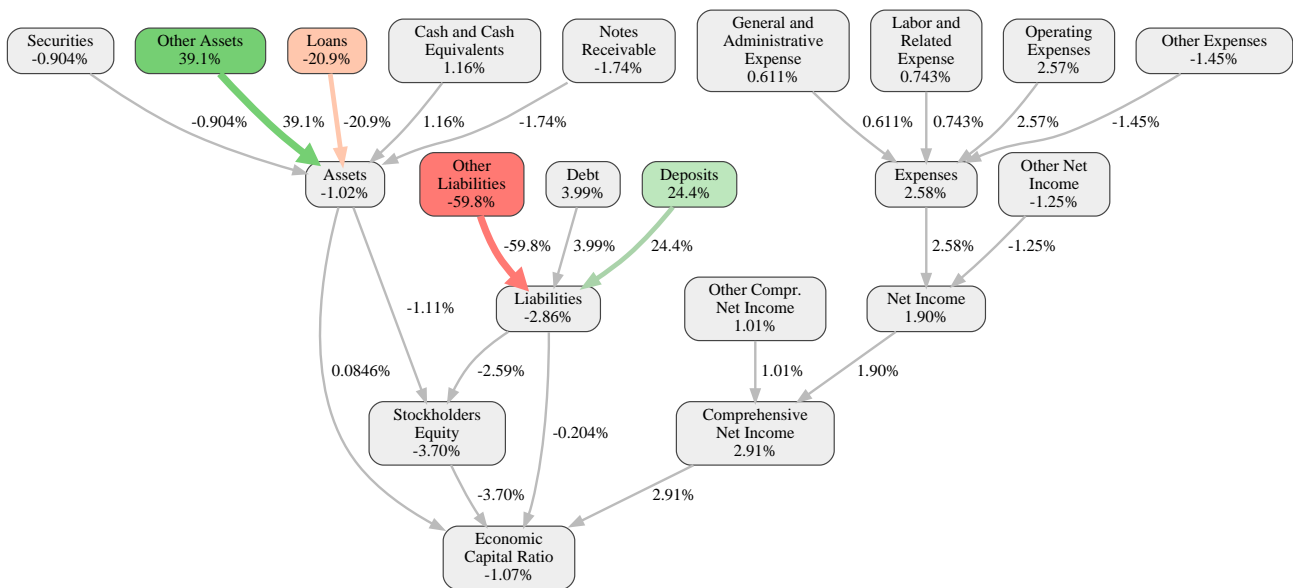 Securities
-0.904%
Other Assets
39.1%
Loans
-20.9%
Cash and Cash
Equivalents
1.16%
Notes
Receivable
-1.74%
General and
Administrative
Expense
0.611%
Labor and
Related
Expense
0.743%
Operating
Expenses
2.57%
Other Expenses
-1.45%
-0.904%
39.1%
-20.9%
1.16%
-1.74%
0.611%
0.743%
2.57%
-1.45%
Assets
-1.02%
Other
Liabilities
-59.8%
Debt
3.99%
Deposits
24.4%
Expenses
2.58%
Other Net
Income
-1.25%
-59.8%
3.99%
24.4%
2.58%
-1.25%
-1.11%
Liabilities
-2.86%
Other Compr.
Net Income
1.01%
Net Income
1.90%
0.0846%
-2.59%
1.01%
1.90%
Stockholders
Equity
-3.70%
-0.204%
Comprehensive
Net Income
2.91%
-3.70%
2.91%
Economic
Capital Ratio
-1.07%